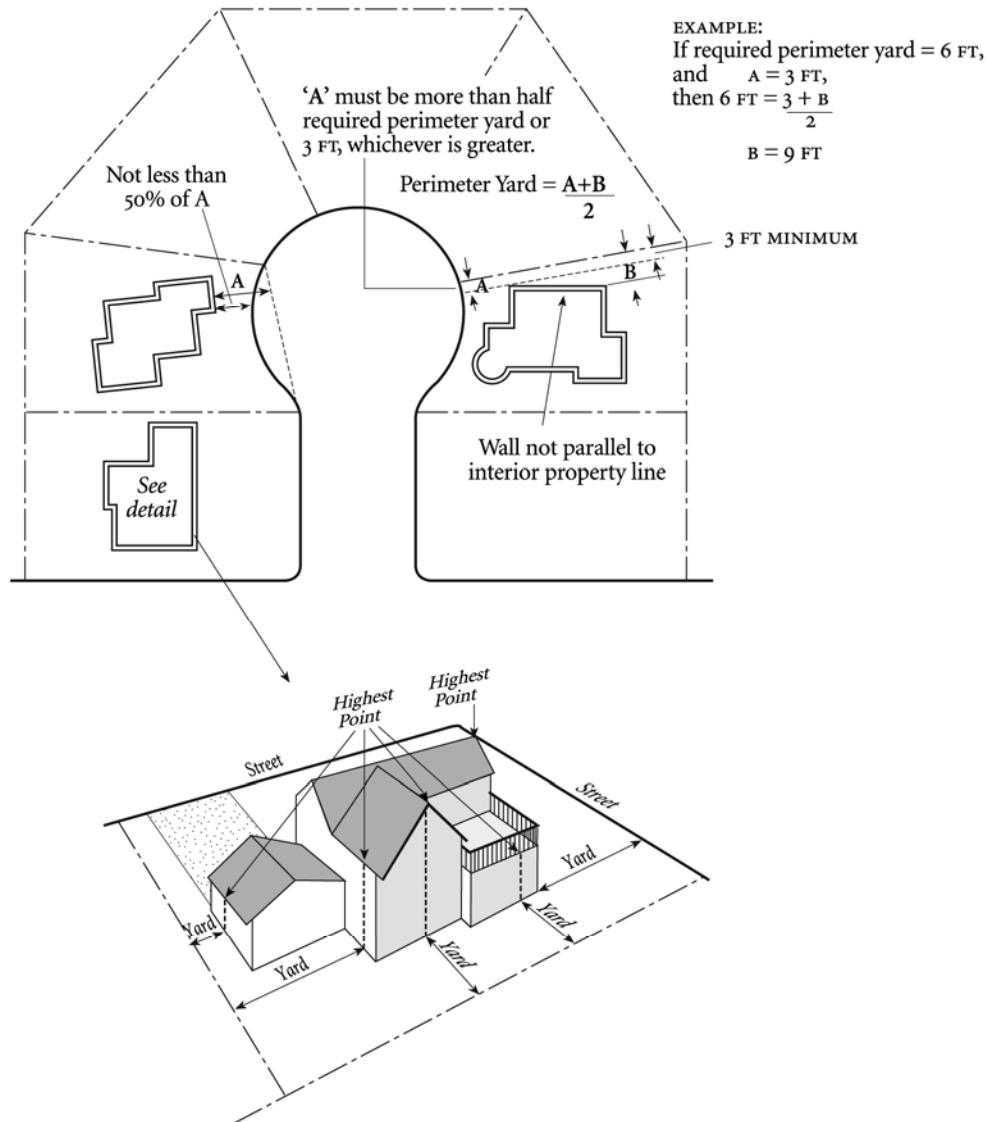 EXAMPLE:
If required perimeter yard = 6 FT,
and A = 3 FT,
then 6 FT = 3 + B
2
B = 9 FT
'A' must be more than half
required perimeter yard or
3 FT, whichever is greater.
Perimeter Yard = A+B
2
Not less than
50% of A
3 FT MINIMUM
A
A
B
Wall not parallel to
interior property line
See
detail
Highest
Point
Highest
Point
Street
Street
Yard
Yard
Yard
Yard
Yard